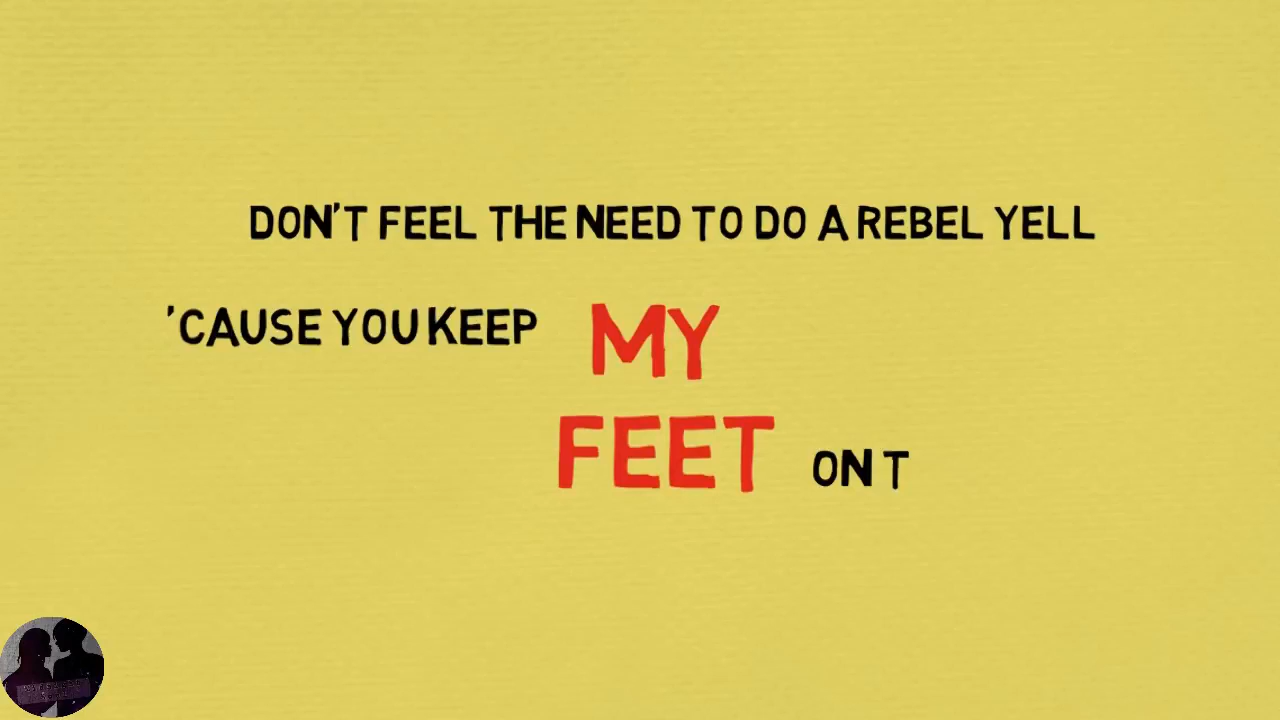 DON'T FEEL THE NEED TO DO A REBEL YELL
'CAUSE YOU KEEP MY
FEET ON T